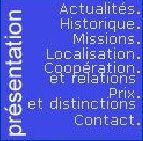 présentation
Actualités.
Historique.
Missions.
Localisation.
Coopération.
et relations
Prix.
et distinctions
Contact.